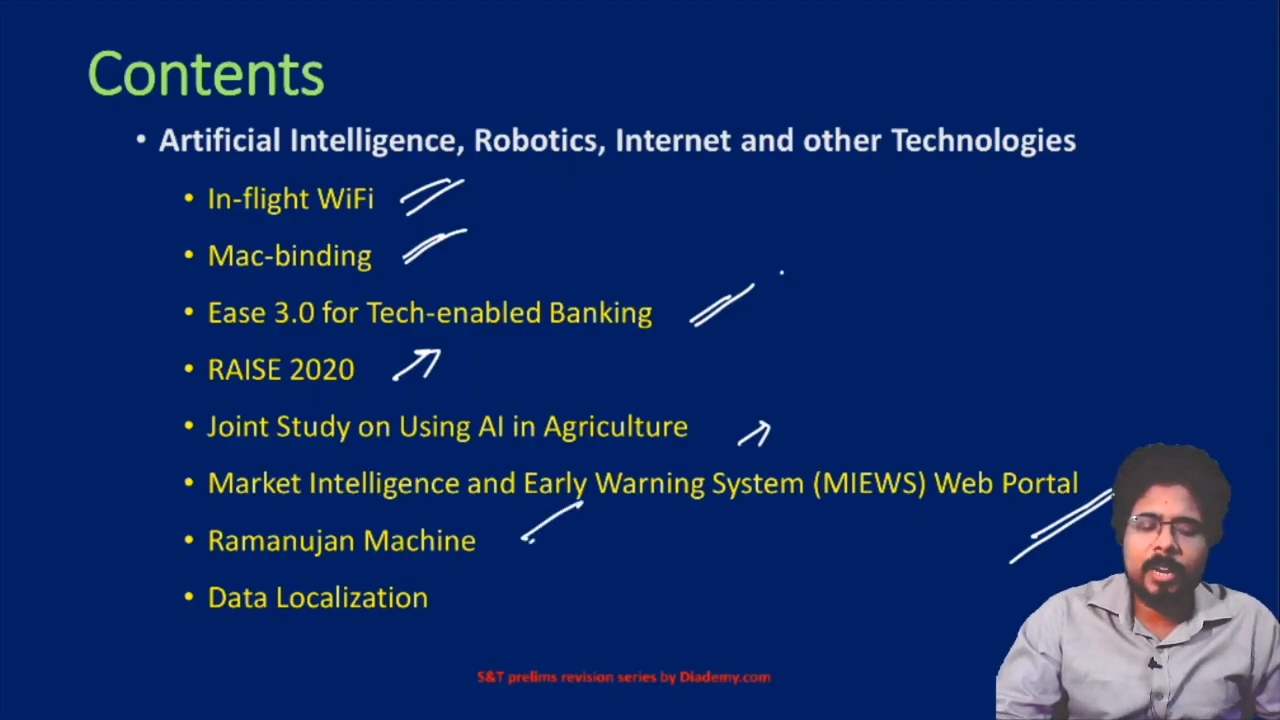 Contents
• Artificial Intelligence, Robotics, Internet and other Technologies
• In-flight WiFi
• Mac-binding
• Ease 3.0 for Tech-enabled Banking
• RAISE 2020
• Joint Study on Using AI in Agriculture
• Market Intelligence and Early Warning System (MIEWS) Web Portal
• Ramanujan Machine
• Data Localization
S&T prelims revision series by Diademy.com